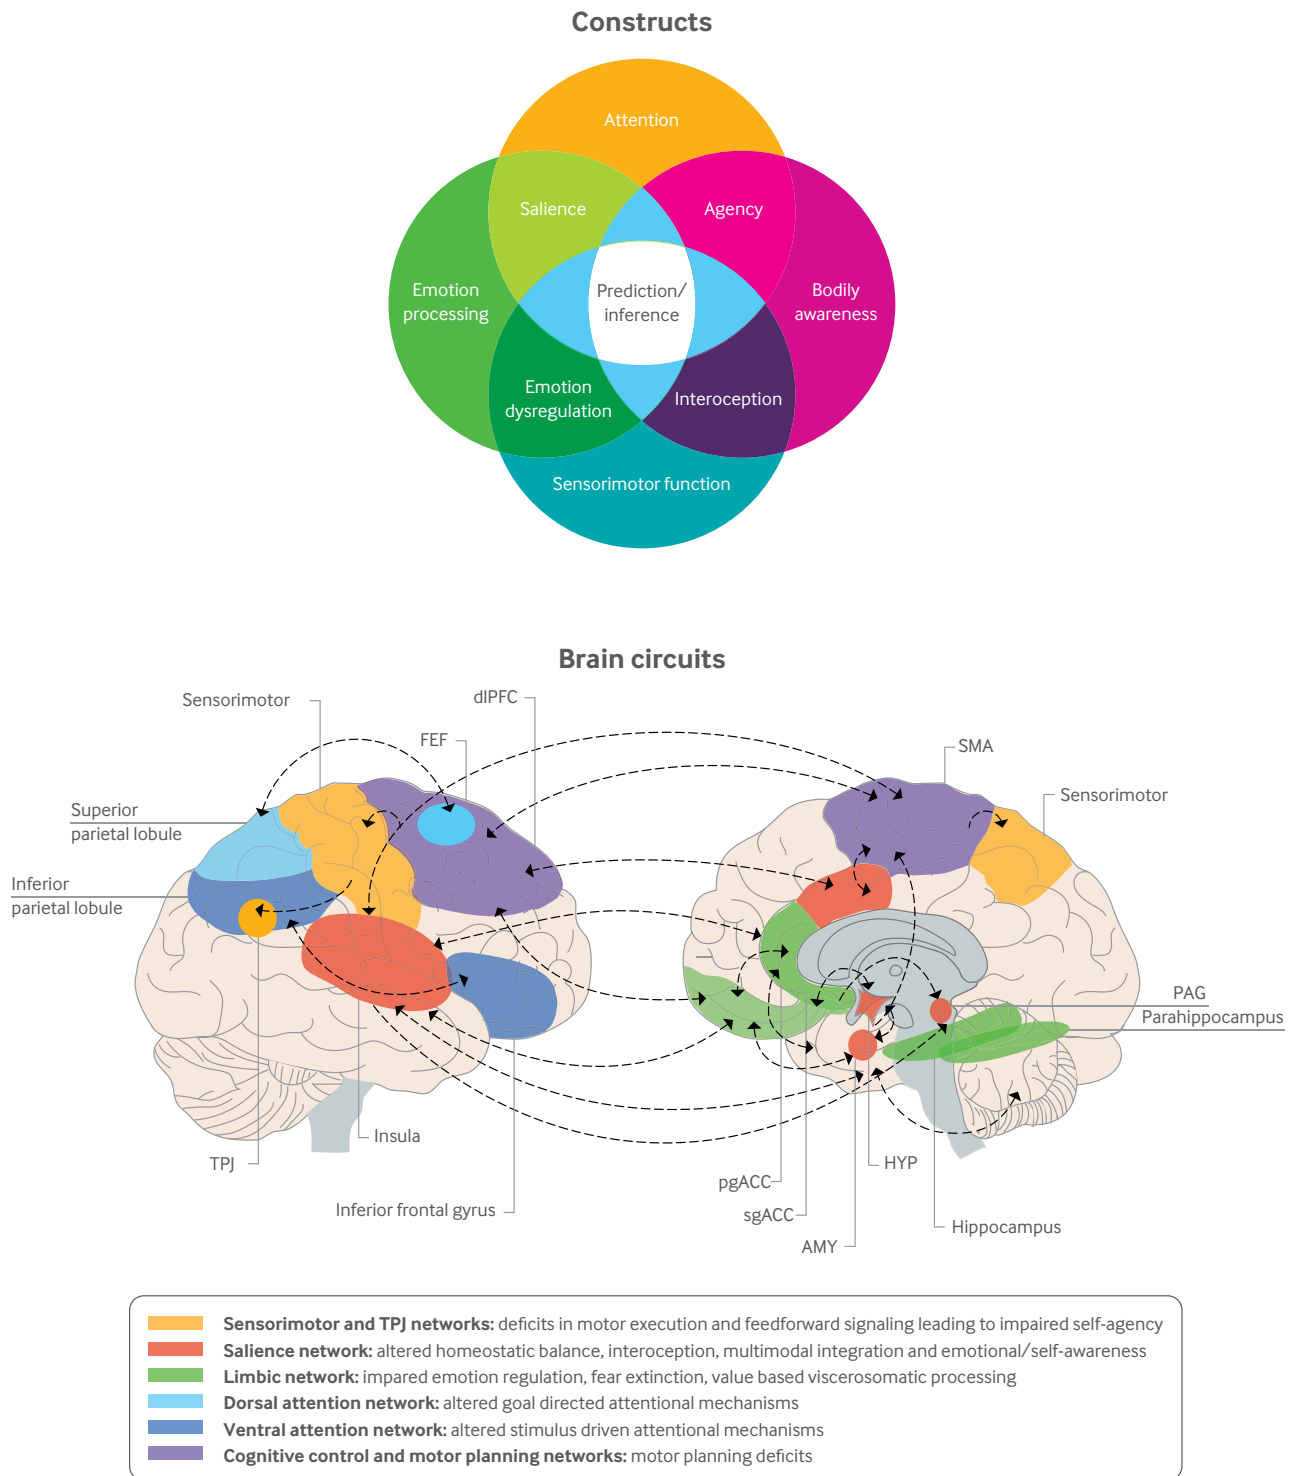 Constructs
Attention
Salience
Agency
Emotion
processing
Prediction/
inference
Bodily
awareness
Emotion
dysregulation
Interoception
Sensorimotor function
Brain circuits
Sensorimotor
dlPFC
FEF
SMA
Superior
parietal lobule
Sensorimotor
Inferior
parietal lobule
PAG
Parahippocampus
Insula
TPJ
HYP
pgACC
Inferior frontal gyrus
sgACC
Hippocampus
AMY
Sensorimotor and TPJ networks: deficits in motor execution and feedforward signaling leading to impaired self-agency
Salience network: altered homeostatic balance, interoception, multimodal integration and emotional/self-awareness
Limbic network: impared emotion regulation, fear extinction, value based viscerosomatic processing
Dorsal attention network: altered goal directed attentional mechanisms
Ventral attention network: altered stimulus driven attentional mechanisms
Cognitive control and motor planning networks: motor planning deficits